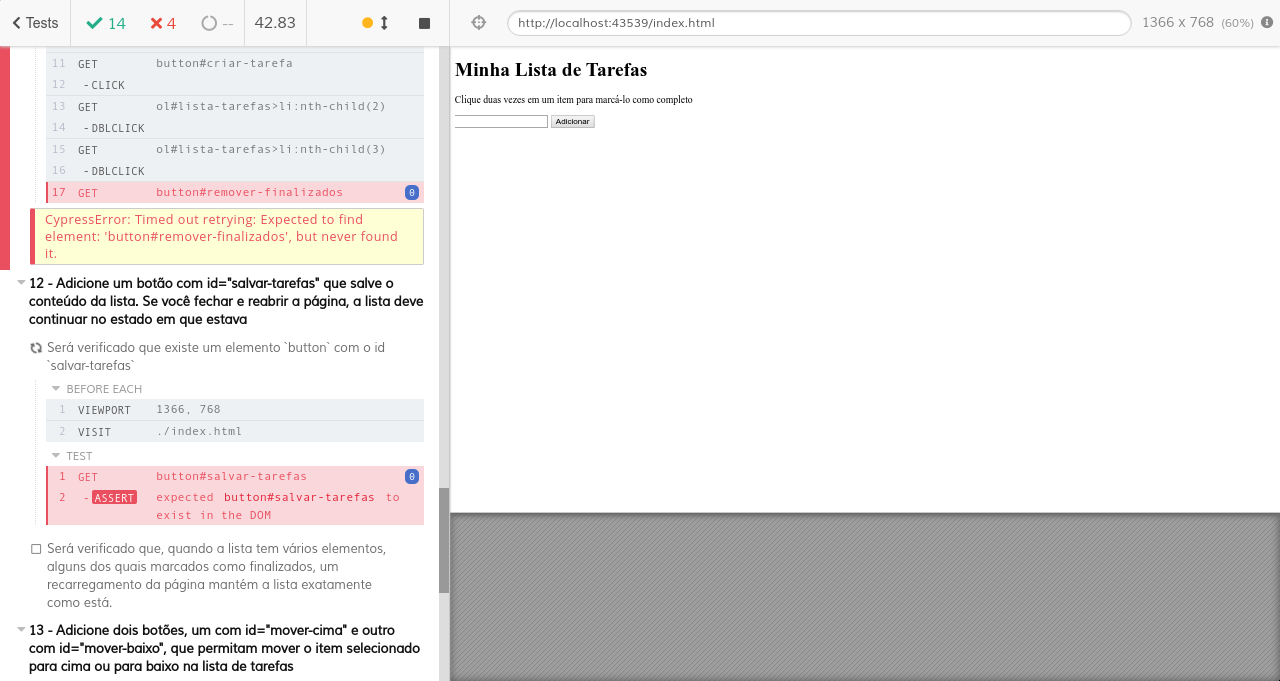 Tests 14 4 -- 42.83
http://localhost:43539/index.html 1366 x 768 (60%)
11 GET button#criar-tarefa
12 -CLICK
13 GET ol#lista-tarefas>li:nth-child(2)
14 -DBLCLICK
15 GET ol#lista-tarefas>li:nth-child(3)
16 -DBLCLICK
17 GET button#remover-finalizados 0
CypressError: Timed out retrying: Expected to find
element: 'button#remover-finalizados', but never found
it.
12 - Adicione um botão com id="salvar-tarefas" que salve o
conteúdo da lista. Se você fechar e reabrir a página, a lista deve
continuar no estado em que estava
Será verificado que existe um elemento `button` com o id
`salvar-tarefas`
BEFORE EACH
1 VIEWPORT 1366, 768
2 VISIT ./index.html
TEST
1 GET button#salvar-tarefas 0
2 -ASSERT expected button#salvar-tarefas to
exist in the DOM
Será verificado que, quando a lista tem vários elementos,
alguns dos quais marcados como finalizados, um
recarregamento da página mantém a lista exatamente
como está.
13 - Adicione dois botões, um com id="mover-cima" e outro
com id="mover-baixo", que permitam mover o item selecionado
para cima ou para baixo na lista de tarefas
Minha Lista de Tarefas
Clique duas vezes em um item para marcá-lo como completo
Adicionar